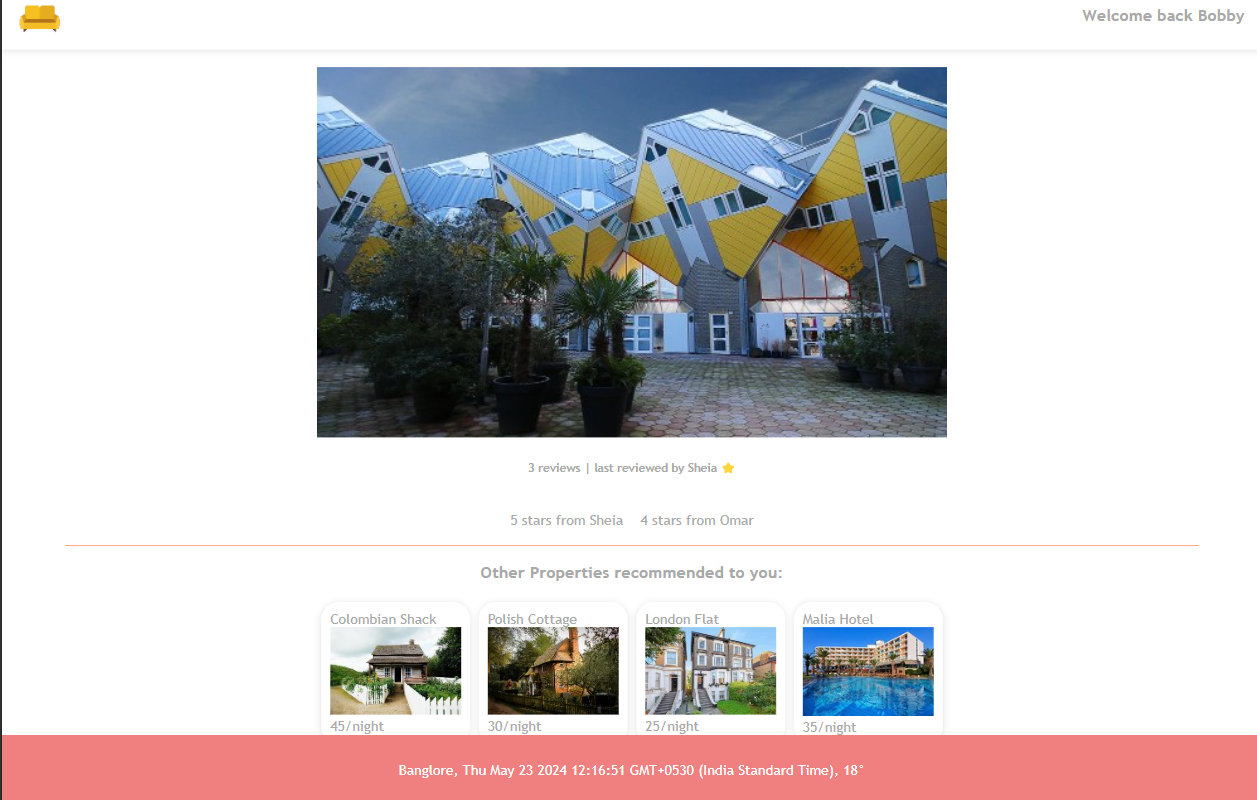 Welcome back Bobby
3 reviews | last reviewed by Sheia
5 stars from Sheia 4 stars from Omar
Other Properties recommended to you:
Colombian Shack
45/night
Polish Cottage
30/night
London Flat
25/night
Malia Hotel
35/night
Banglore, Thu May 23 2024 12:16:51 GMT+0530 (India Standard Time), 18°